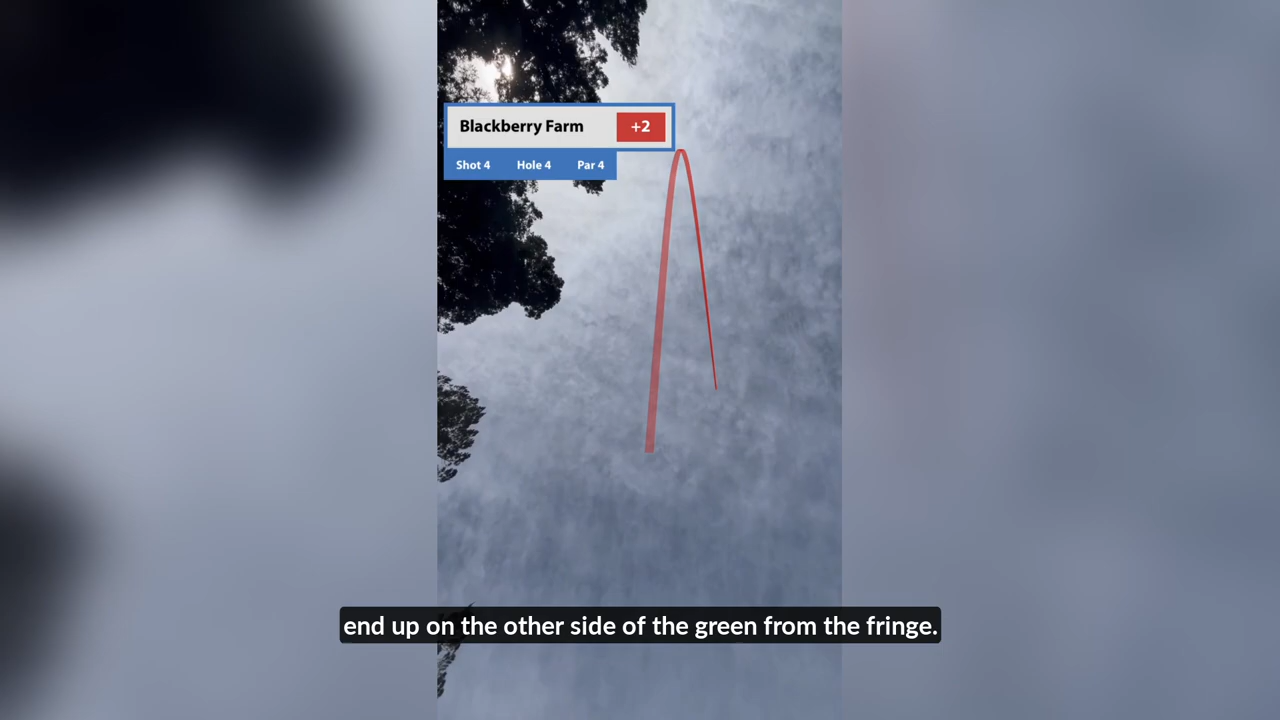 Blackberry Farm +2
Shot 4 Hole 4 Par 4
end up on the other side of the green from the fringe.